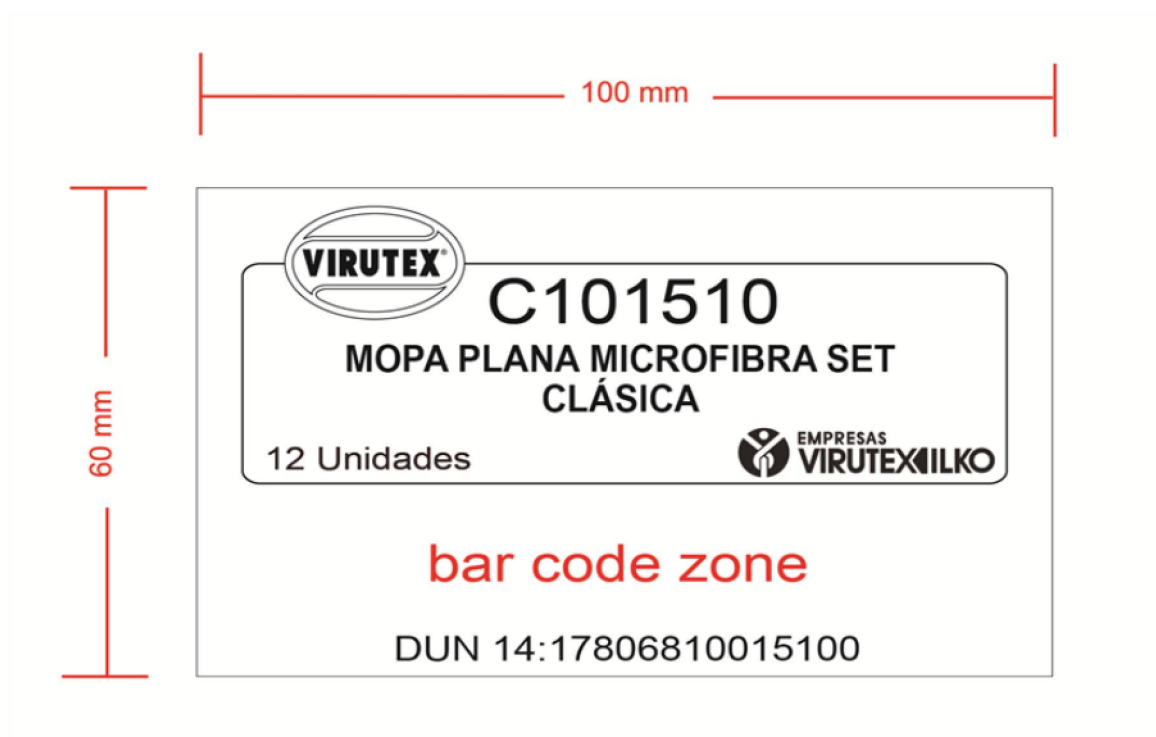 100 mm
60 mm
VIRUTEX®
C101510
MOPA PLANA MICROFIBRA SET
CLÁSICA
12 Unidades
EMPRESAS
VIRUTEX ILKO
bar code zone
DUN 14:17806810015100